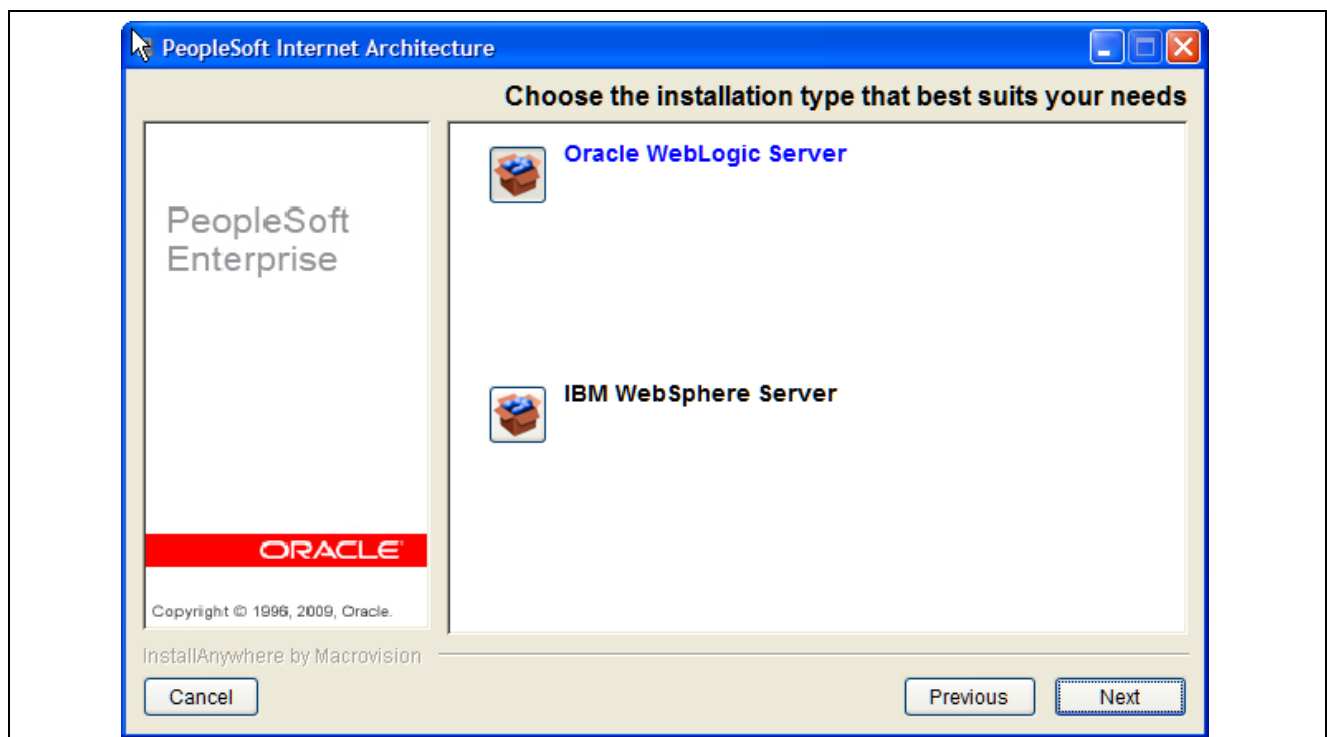 PeopleSoft Internet Architecture
Choose the installation type that best suits your needs
PeopleSoft
Enterprise
ORACLE
Copyright © 1996, 2009, Oracle.
Oracle WebLogic Server
IBM WebSphere Server
InstallAnywhere by Macrovision
Cancel
Previous
Next